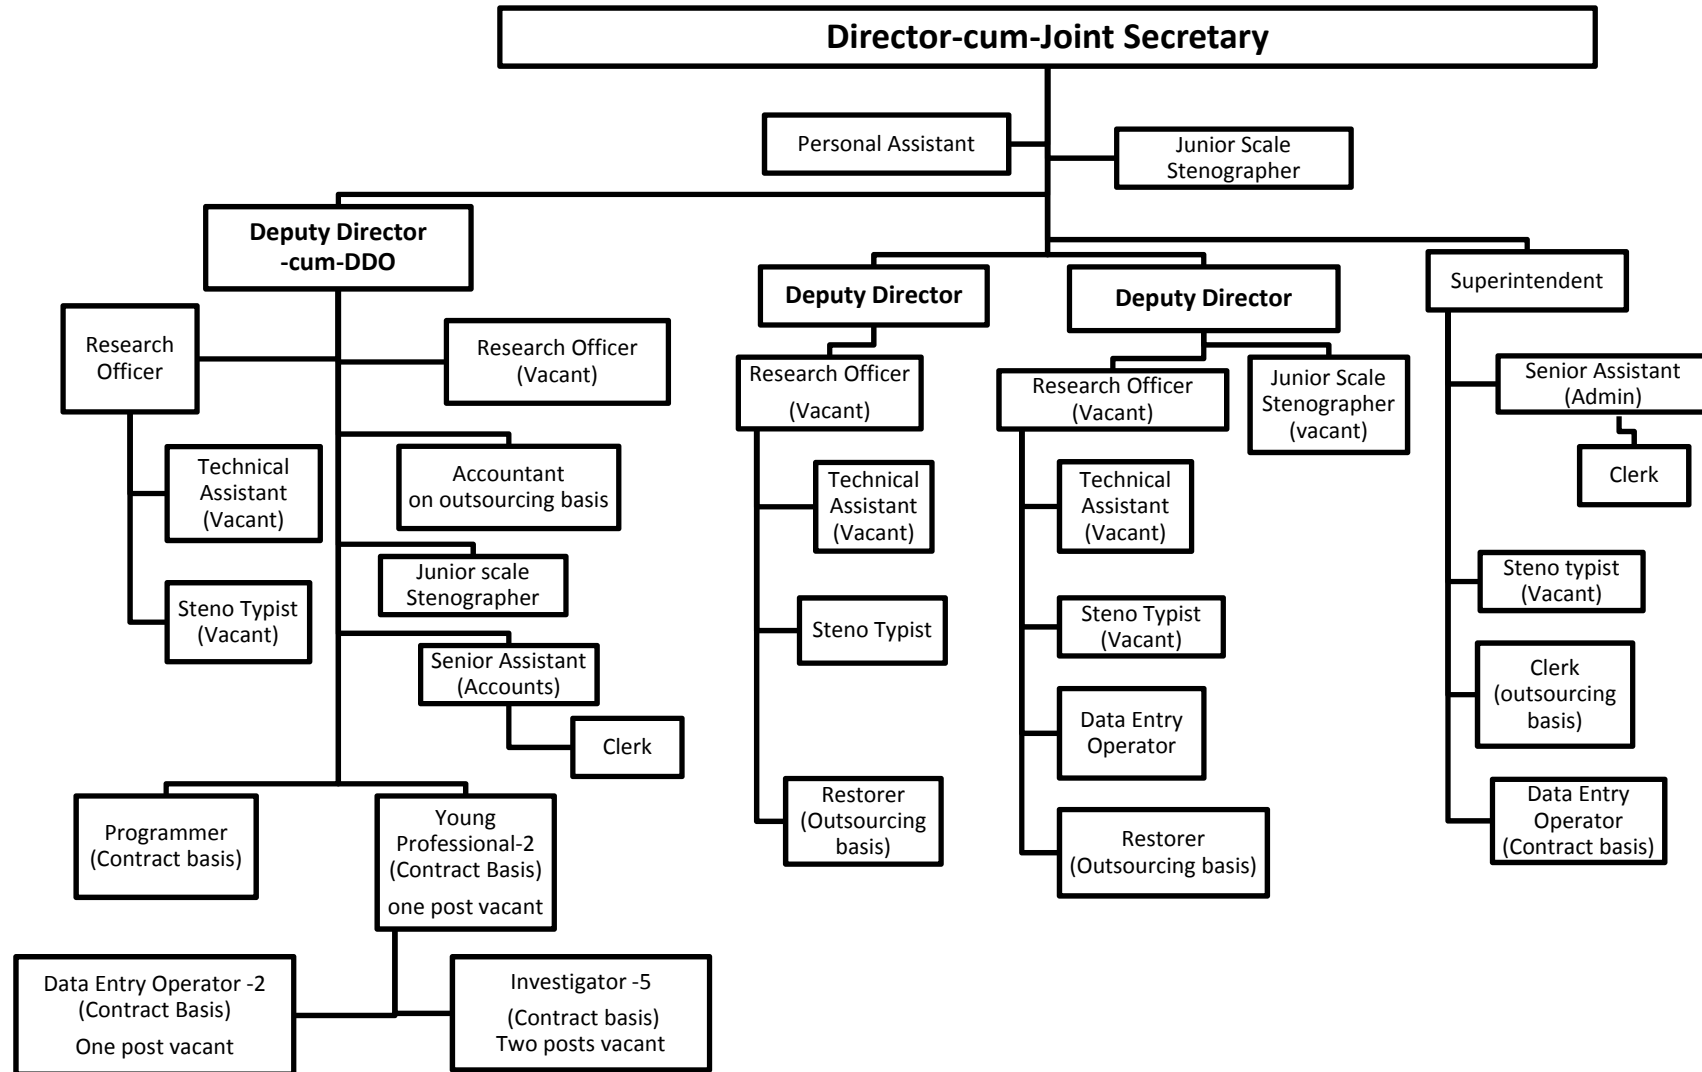 Director-cum-Joint Secretary
Personal Assistant
Junior Scale
Stenographer
Deputy Director
-cum-DDO
Research
Officer
Research Officer
(Vacant)
Technical
Assistant
(Vacant)
Accountant
on outsourcing basis
Junior scale
Stenographer
Steno Typist
(Vacant)
Senior Assistant
(Accounts)
Clerk
Programmer
(Contract basis)
Young
Professional-2
(Contract Basis)
one post vacant
Data Entry Operator -2
(Contract Basis)
One post vacant
Investigator -5
(Contract basis)
Two posts vacant
Deputy Director
Research Officer
(Vacant)
Technical
Assistant
(Vacant)
Steno Typist
Restorer
(Outsourcing
basis)
Deputy Director
Research Officer
(Vacant)
Junior Scale
Stenographer
(vacant)
Technical
Assistant
(Vacant)
Steno Typist
(Vacant)
Data Entry
Operator
Restorer
(Outsourcing basis)
Superintendent
Senior Assistant
(Admin)
Clerk
Steno typist
(Vacant)
Clerk
(outsourcing
basis)
Data Entry
Operator
(Contract basis)